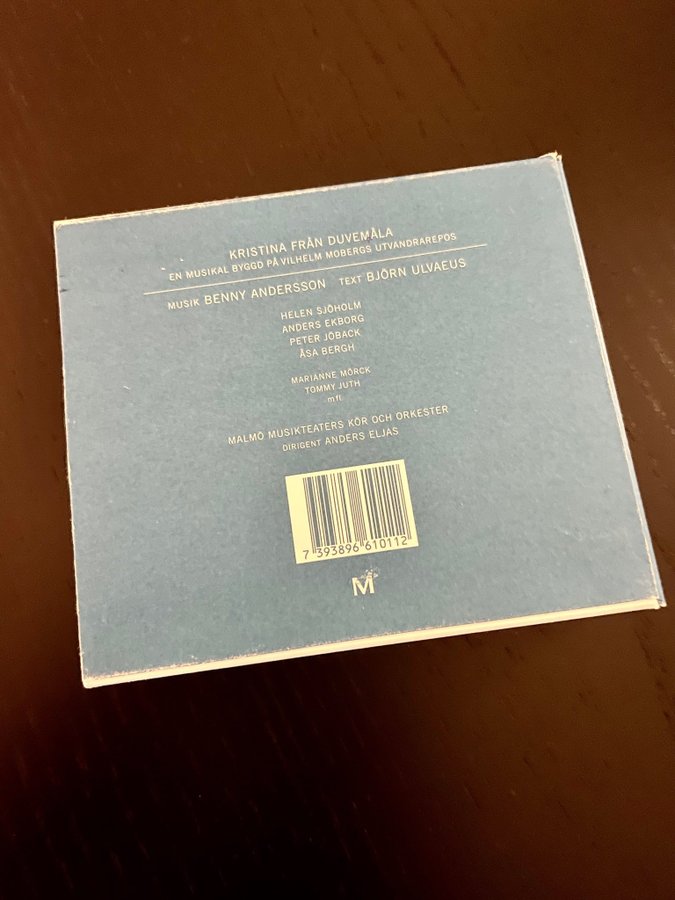 KRISTINA FRÅN DUVEMÅLA
EN MUSIKAL BYGGD PÅ VILHELM MOBERGS UTVANDRAREPOS
MUSIK BENNY ANDERSSON TEXT BJÖRN ULVAEUS
HELEN SJÖHOLM
ANDERS EKBORG
PETER JÖBACK
ÅSA BERGH
MARIANNE MÖRCK
TOMMY JUTH
mfl
MALMÖ MUSIKTEATERS KÖR OCH ORKESTER
DIRIGENT ANDERS ELJAS
7 393896 610112
M